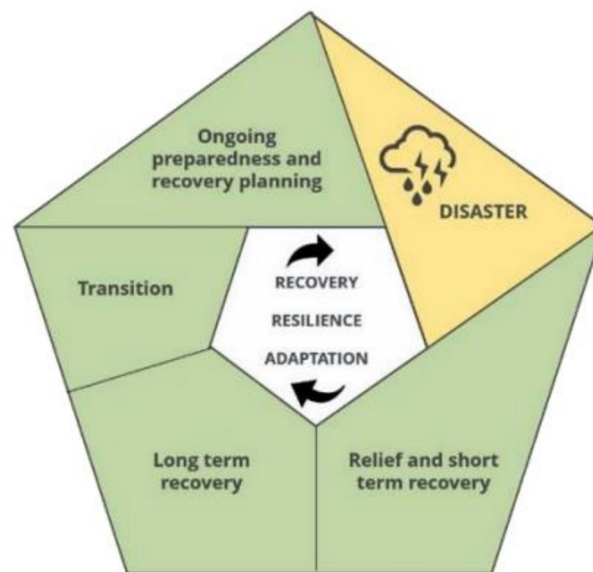 Ongoing
preparedness and
recovery planning
DISASTER
Transition
RECOVERY
RESILIENCE
ADAPTATION
Long term
recovery
Relief and short
term recovery